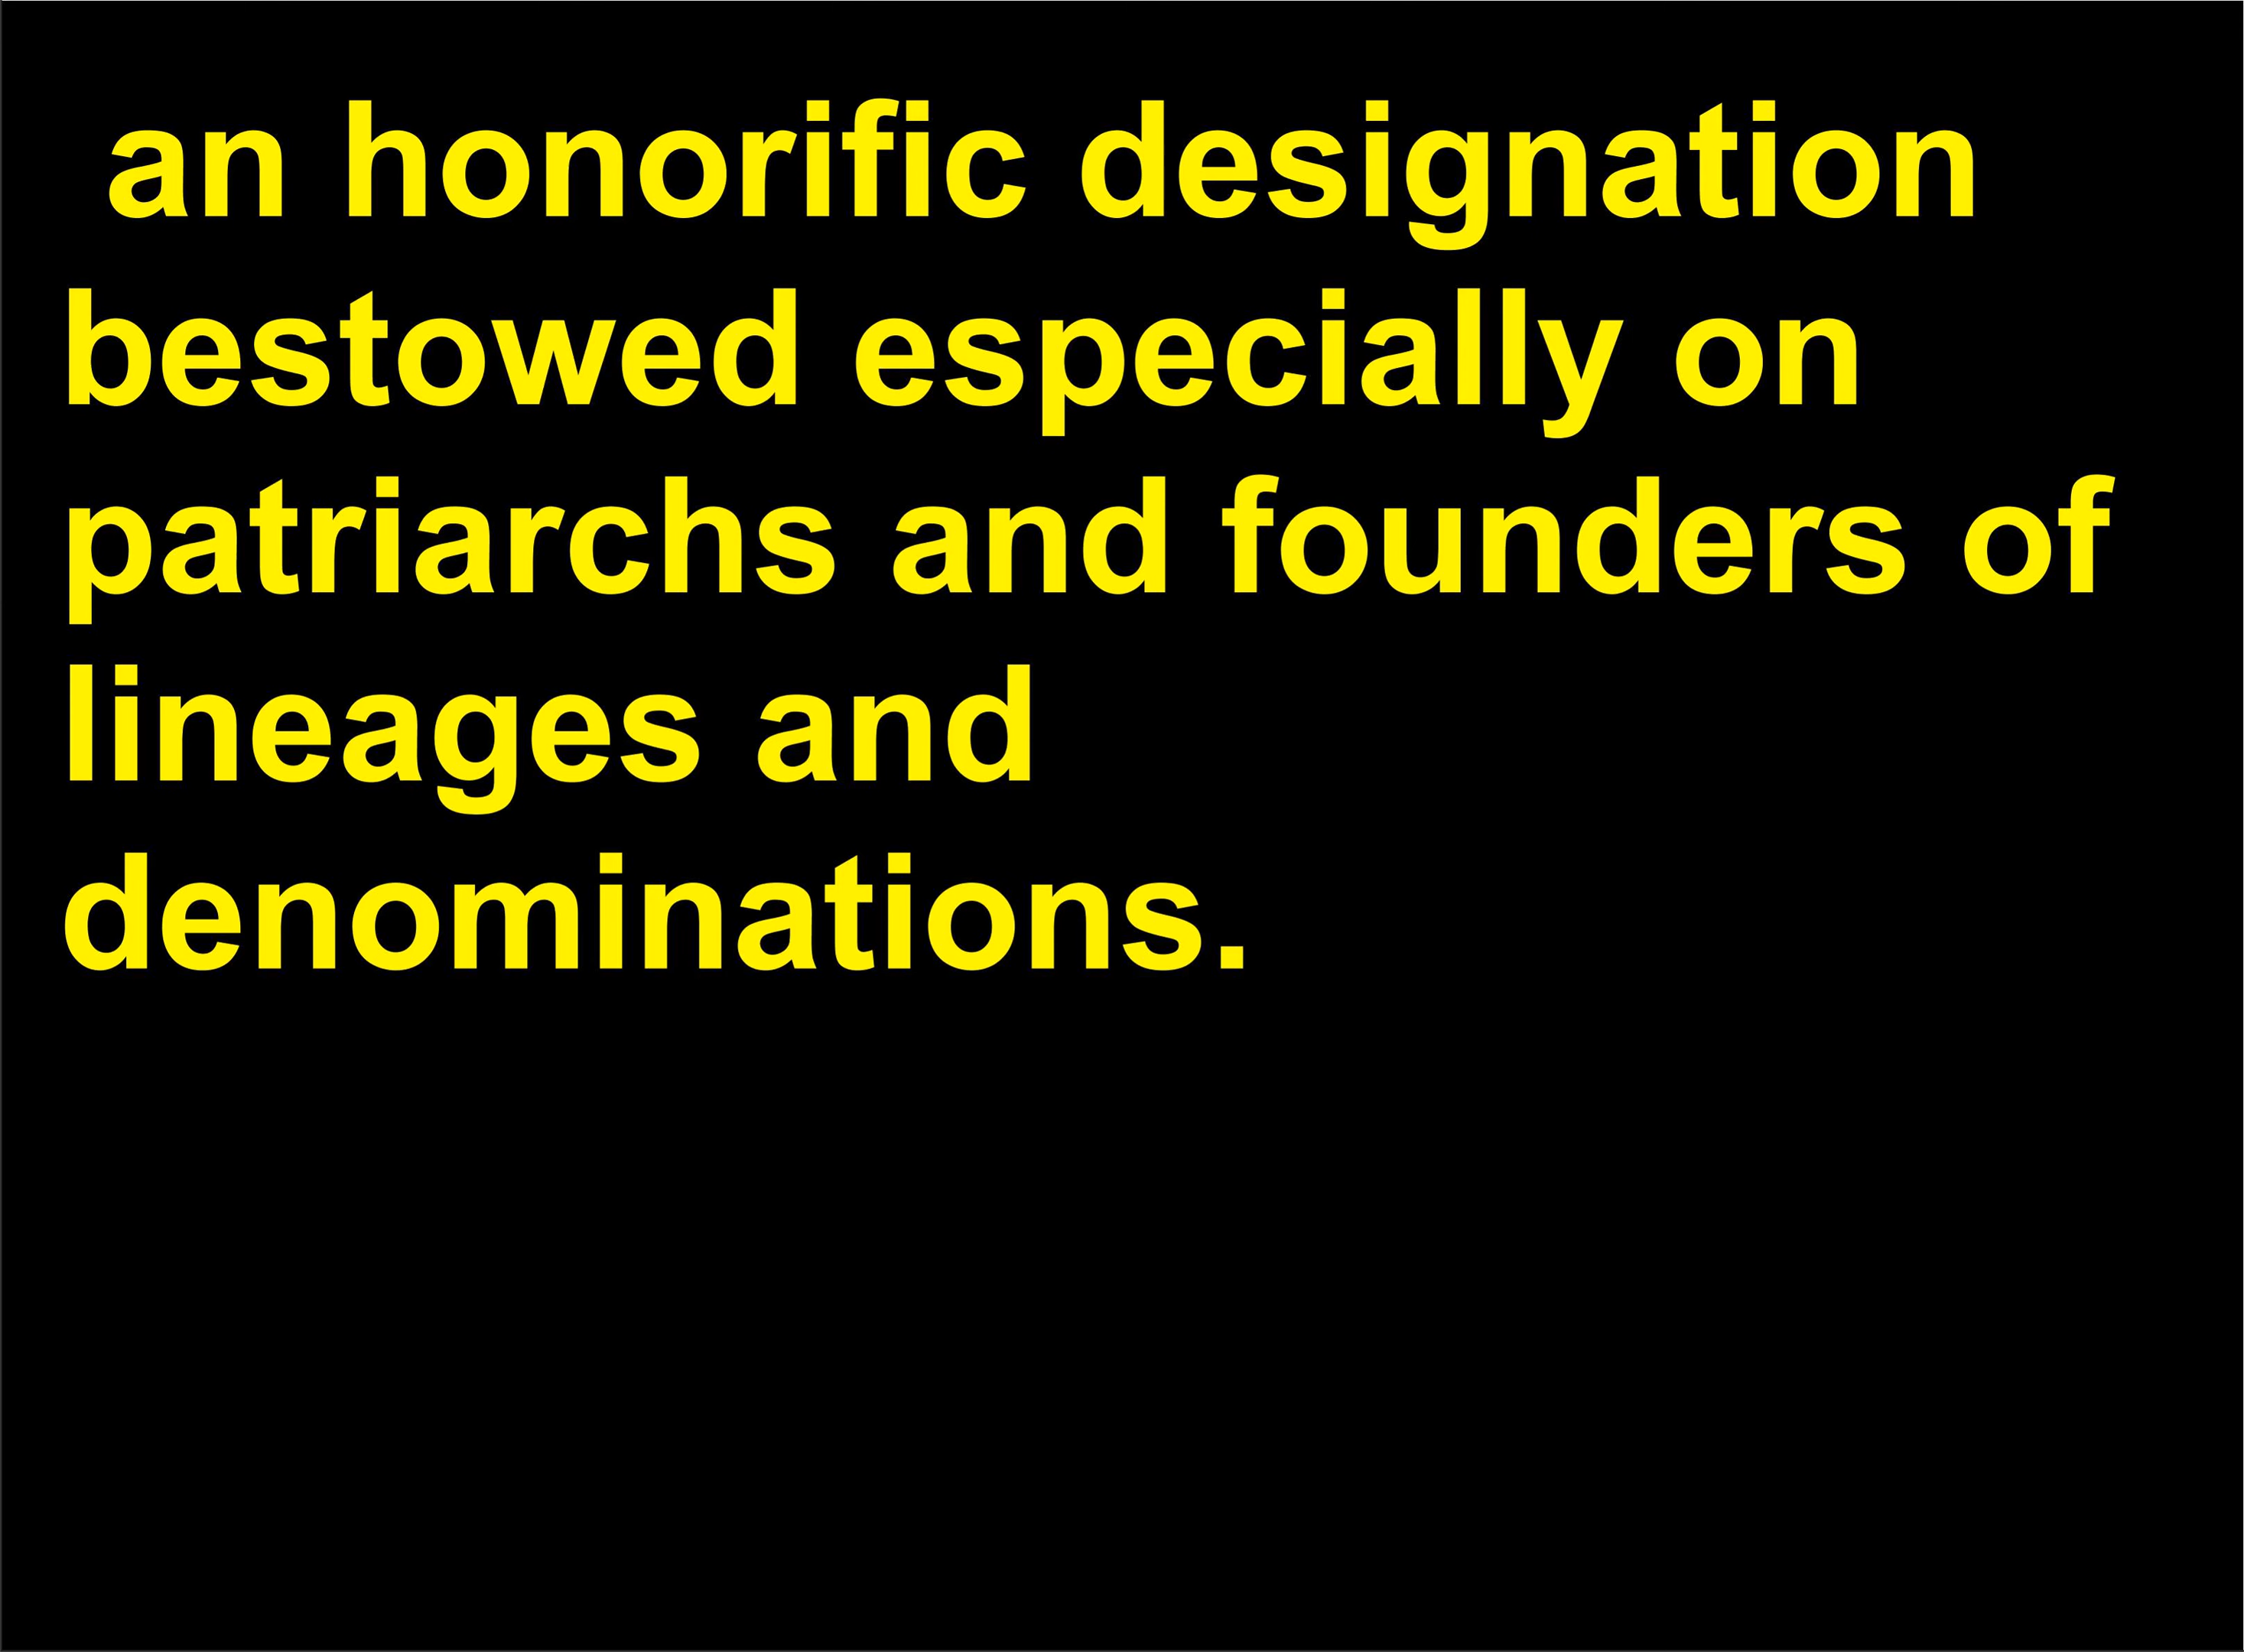 an honorific designation
bestowed especially on
patriarchs and founders of
lineages and
denominations.